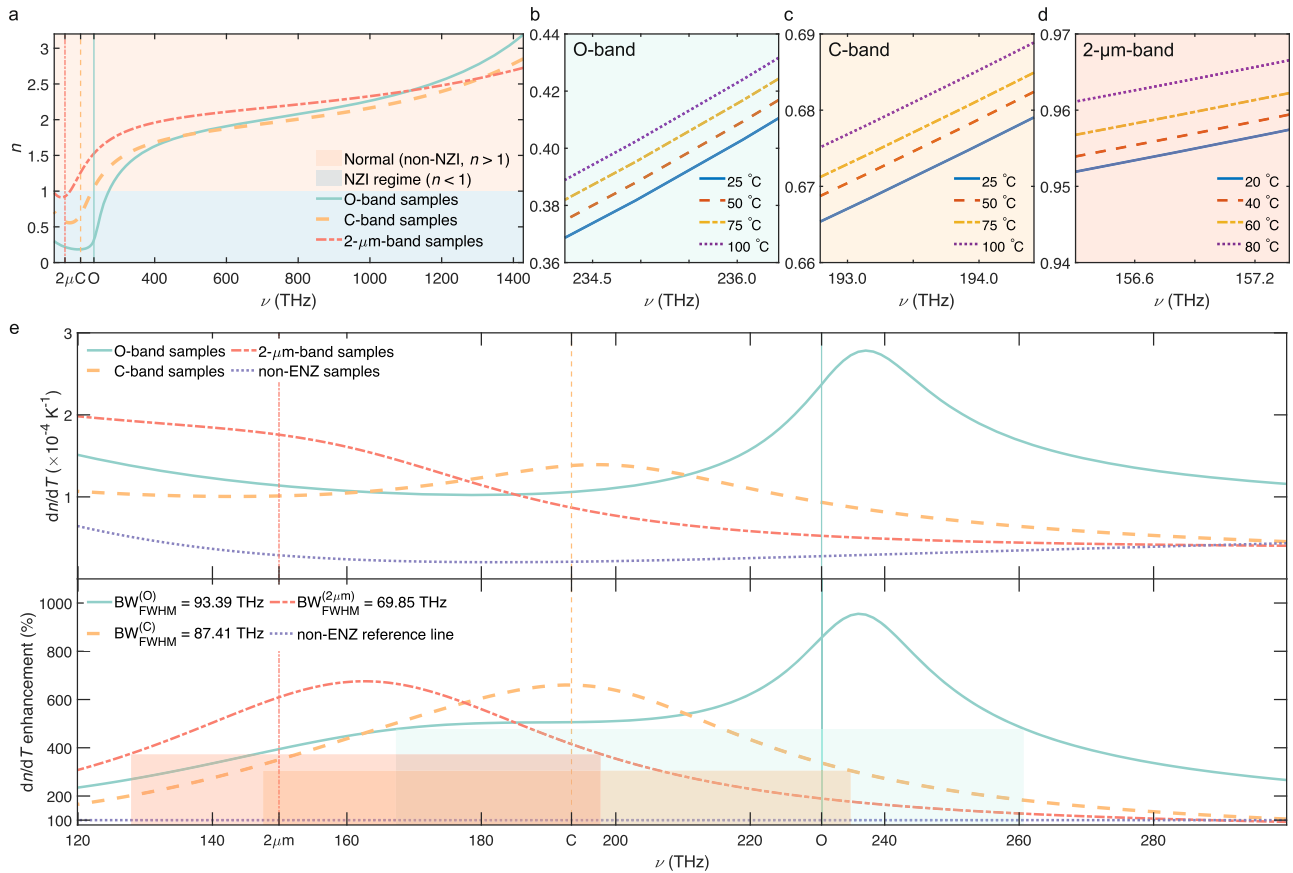 a
n
3
2.5
2
1.5
1
0.5
0
Normal (non-NZI, n > 1)
NZI regime (n < 1)
O-band samples
C-band samples
2-μm-band samples
2μ C O 400 600 800 1000 1200 1400
ν (THz)
b
0.44
0.42
0.40
0.38
0.36
O-band
25 °C
50 °C
75 °C
100 °C
234.5 236.0
ν (THz)
c
0.69
0.68
0.67
0.66
C-band
25 °C
50 °C
75 °C
100 °C
193.0 194.0
ν (THz)
d
0.97
0.96
0.95
0.94
2-μm-band
20 °C
40 °C
60 °C
80 °C
156.6 157.2
ν (THz)
e
dn/dT (×10⁻⁴ K⁻¹)
3
2
1
O-band samples 2-μm-band samples
C-band samples non-ENZ samples
dn/dT enhancement (%)
1000
800
600
400
200
100
BW(O)FWHM = 93.39 THz BW(2μm)FWHM = 69.85 THz
BW(C)FWHM = 87.41 THz non-ENZ reference line
120 140 2μm 160 180 C 200 220 O 240 260 280
ν (THz)